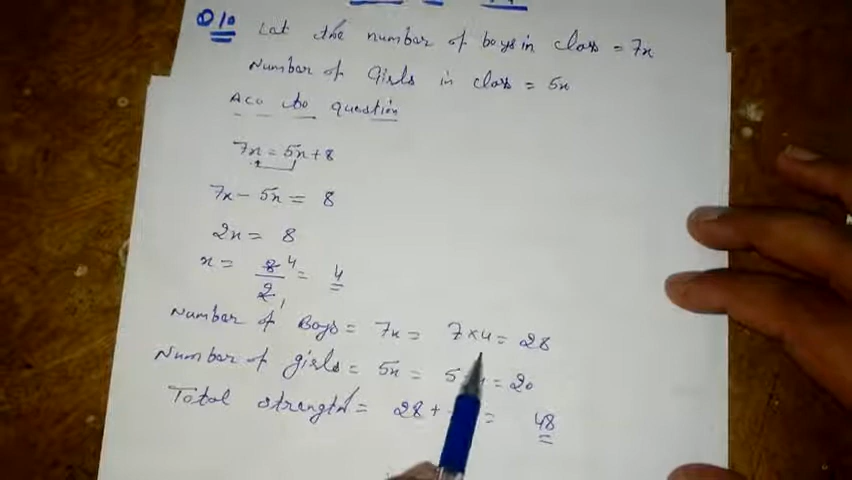 Q10 Let the number of boys in class = 7x
Number of Girls in class = 5x
Acc to question
7x = 5x + 8
7x - 5x = 8
2x = 8
x = 8/2 4 1 = 4
Number of Boys = 7x = 7×4 = 28
Number of girls = 5x = 5 = 20
Total strength = 28 + = 48